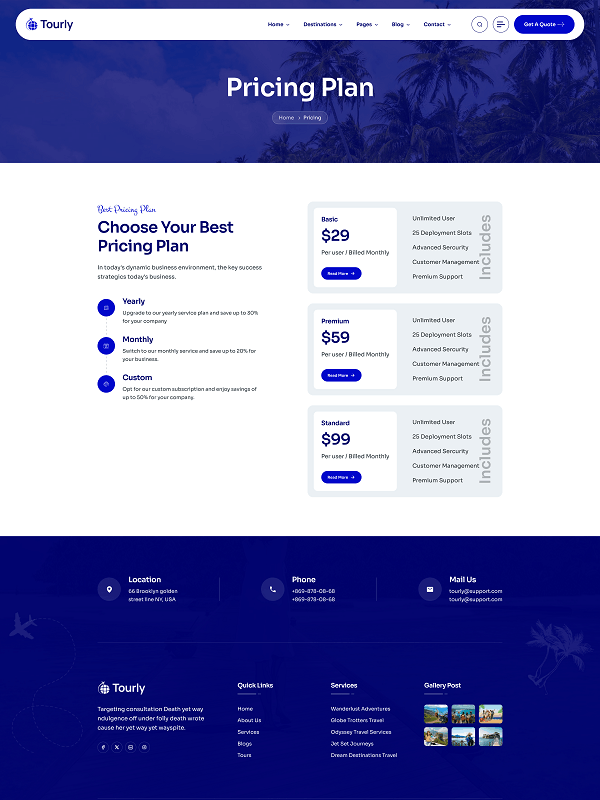 Tourly
Home
Destinations
Pages
Blog
Contact
Get A Quote
Pricing Plan
Home > Pricing
Best Pricing Plan
Choose Your Best
Pricing Plan
In today's dynamic business environment, the key success
strategics today's business.
Yearly
Upgrade to our yearly service plan and save up to 30%
for your company
Monthly
Switch to our monthly service and save up to 20% for
your business.
Custom
Opt for our custom subscription and enjoy savings of
up to 50% for your company.
Basic
$29
Per user / Billed Monthly
Read More
Unlimited User
25 Deployment Slots
Advanced Sercurity
Customer Management
Premium Support
Includes
Premium
$59
Per user / Billed Monthly
Read More
Unlimited User
25 Deployment Slots
Advanced Sercurity
Customer Management
Premium Support
Includes
Standard
$99
Per user / Billed Monthly
Read More
Unlimited User
25 Deployment Slots
Advanced Sercurity
Customer Management
Premium Support
Includes
Location
66 Brooklyn golden
street line NY, USA
Phone
+869-878-08-68
+869-878-08-68
Mail Us
tourly@support.com
tourly@support.com
Tourly
Targeting consultation Death yet way
ndulgence off under folly death wrote
cause her yet way yet wayspite.
Quick Links
Home
About Us
Services
Blogs
Tours
Services
Wanderlust Adventures
Globe Trotters Travel
Odyssey Travel Services
Jet Set Journeys
Dream Destinations Travel
Gallery Post